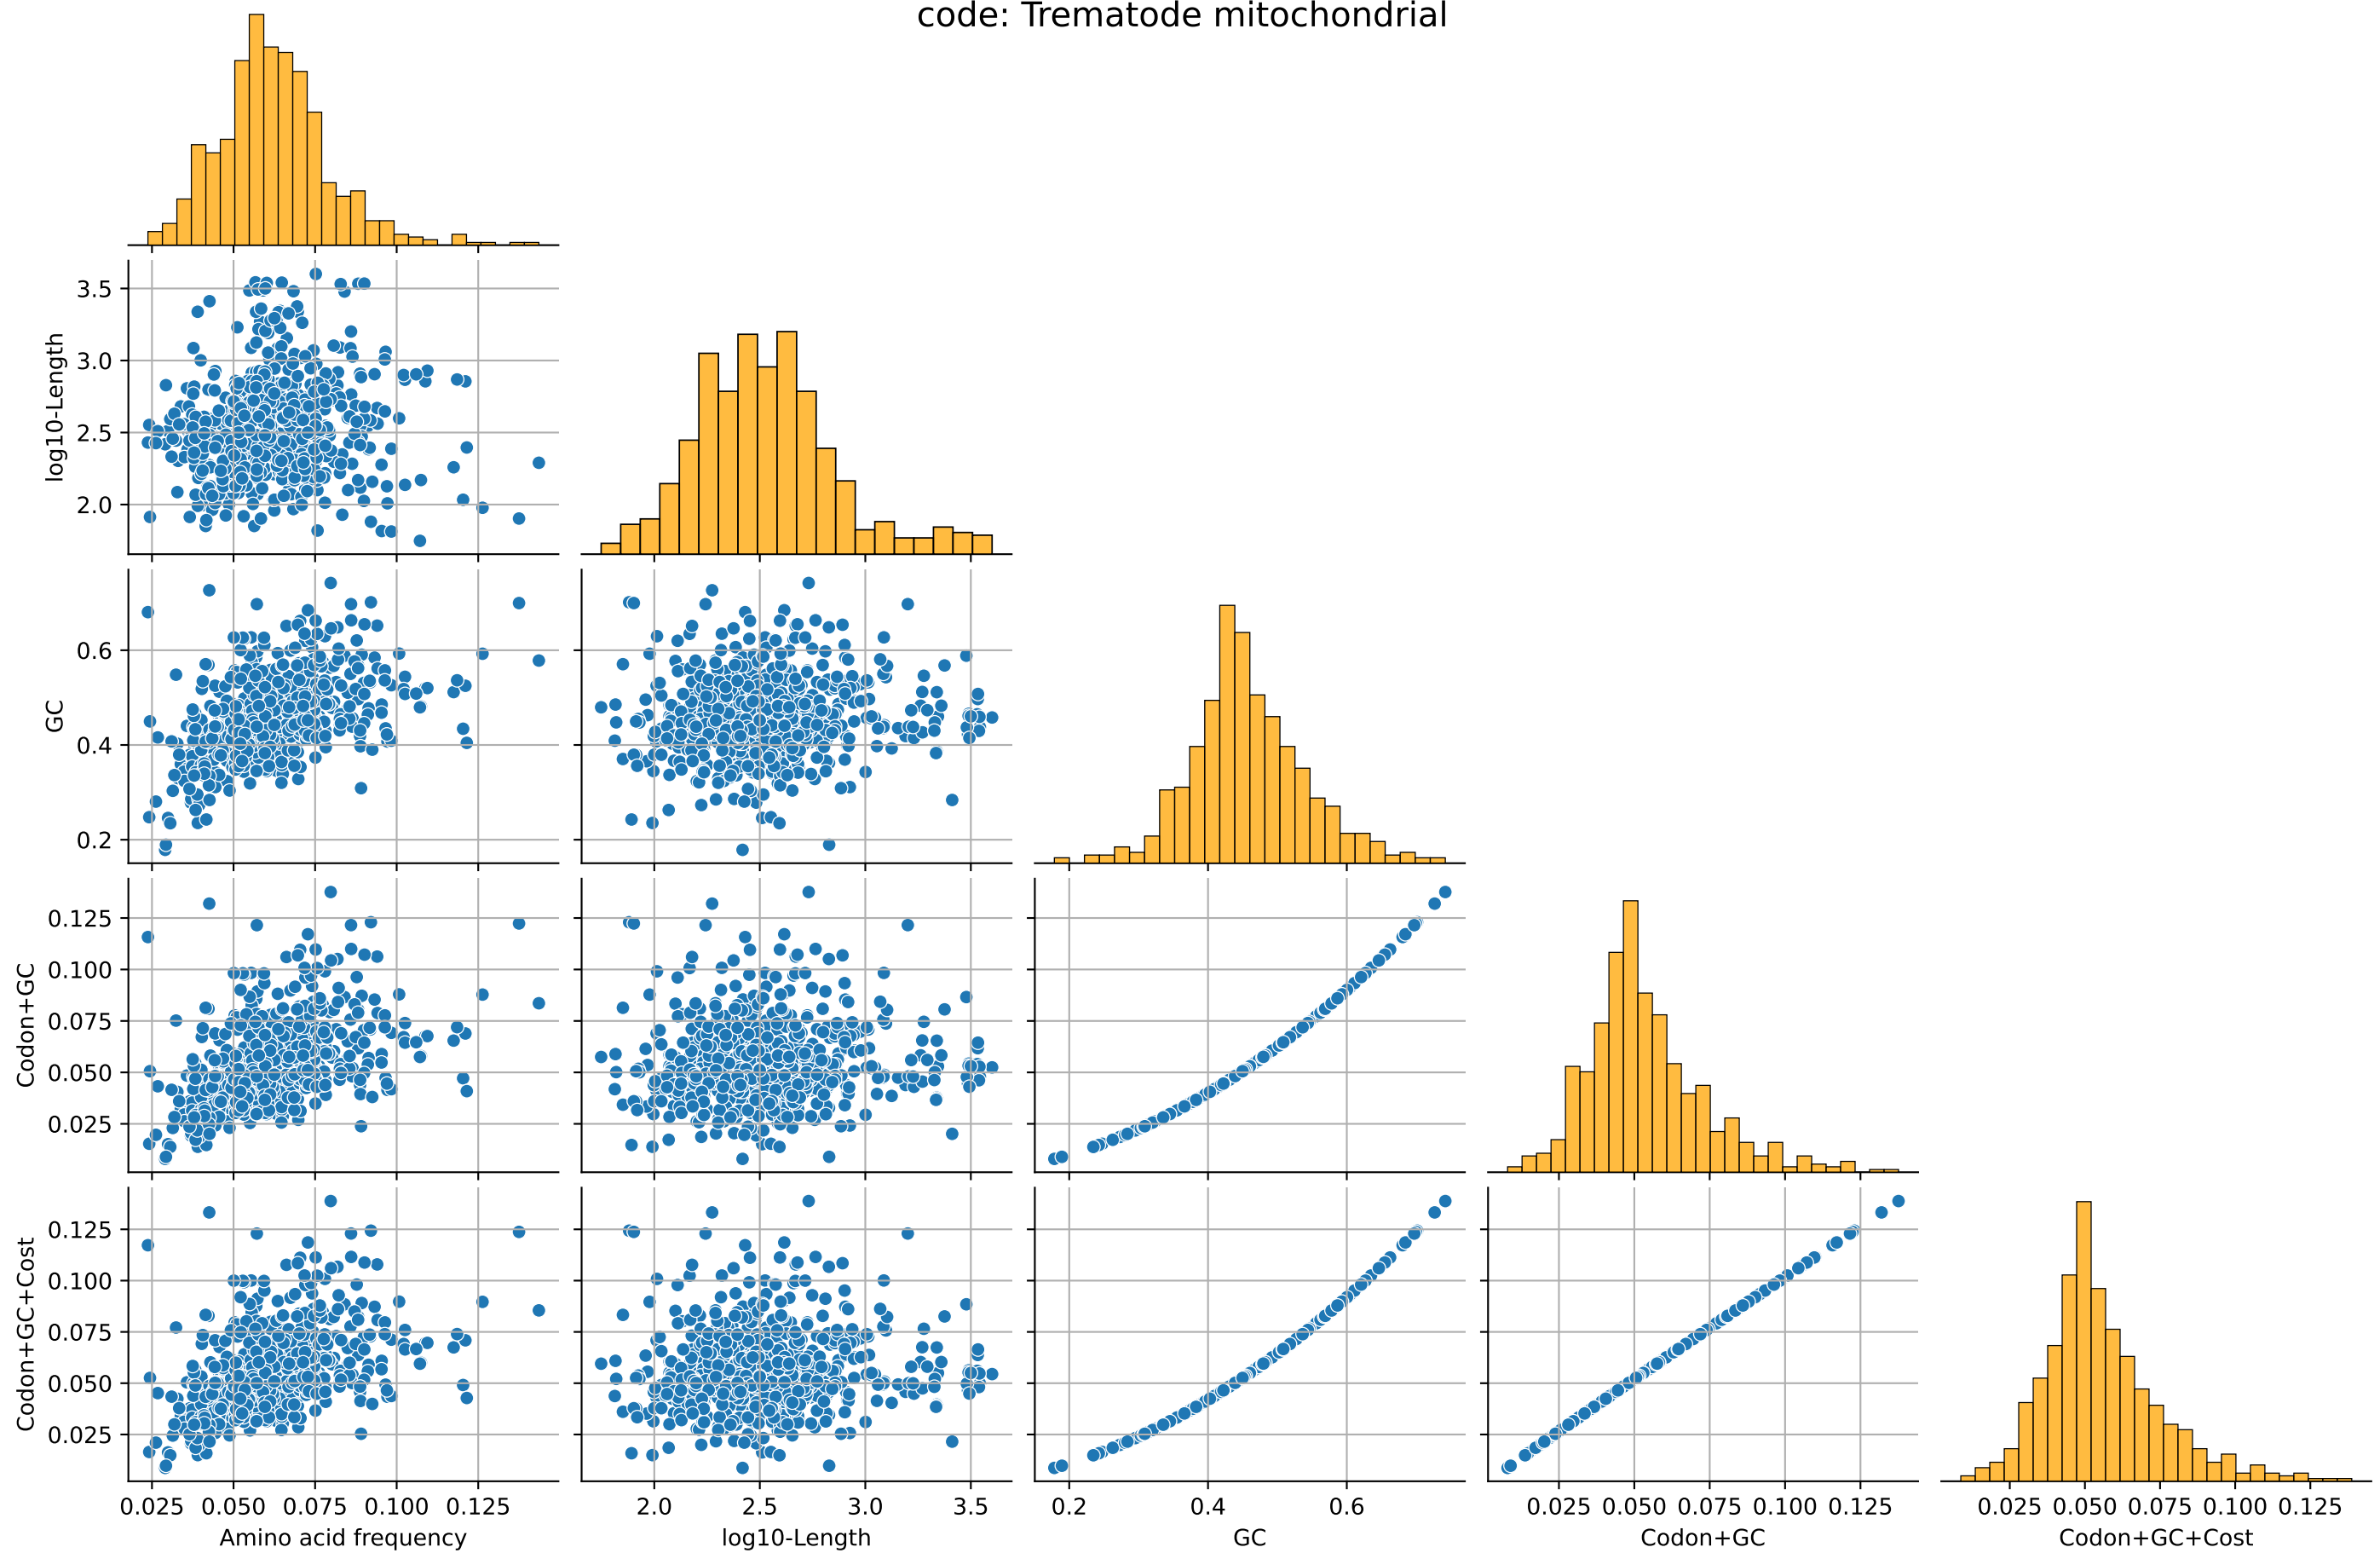 code: Trematode mitochondrial
3.5
3.0
2.5
2.0
log10-Length
0.6
0.4
0.2
GC
0.125
0.100
0.075
0.050
0.025
Codon+GC
0.125
0.100
0.075
0.050
0.025
Codon+GC+Cost
0.025 0.050 0.075 0.100 0.125
2.0 2.5 3.0 3.5
0.2 0.4 0.6
0.025 0.050 0.075 0.100 0.125
0.025 0.050 0.075 0.100 0.125
Amino acid frequency
log10-Length
GC
Codon+GC
Codon+GC+Cost